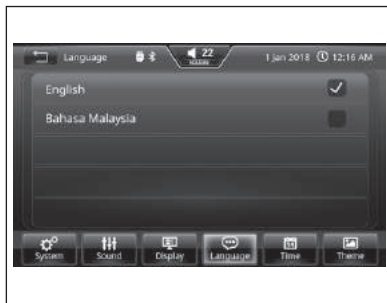 Language 22 1 Jan 2018 12:16 AM
English
Bahasa Malaysia
System Sound Display Language Time Theme